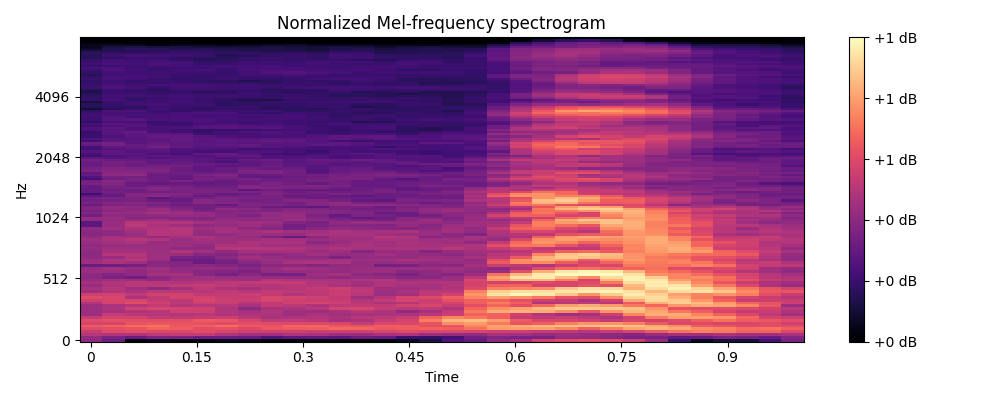 Normalized Mel-frequency spectrogram
Hz
4096
2048
1024
512
0
0 0.15 0.3 0.45 0.6 0.75 0.9
Time
+1 dB
+1 dB
+1 dB
+0 dB
+0 dB
+0 dB